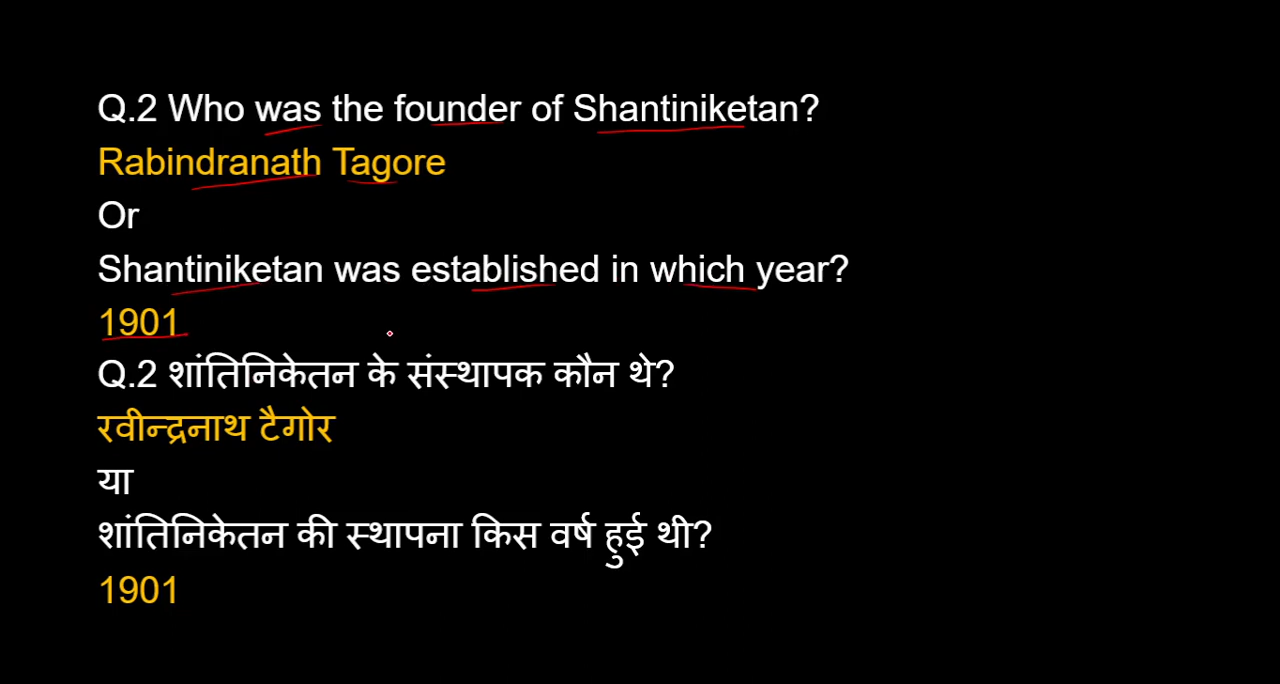 Q.2 Who was the founder of Shantiniketan?
Rabindranath Tagore
Or
Shantiniketan was established in which year?
1901
Q.2 शांतिनिकेतन के संस्थापक कौन थे?
रवीन्द्रनाथ टैगोर
या
शांतिनिकेतन की स्थापना किस वर्ष हुई थी?
1901